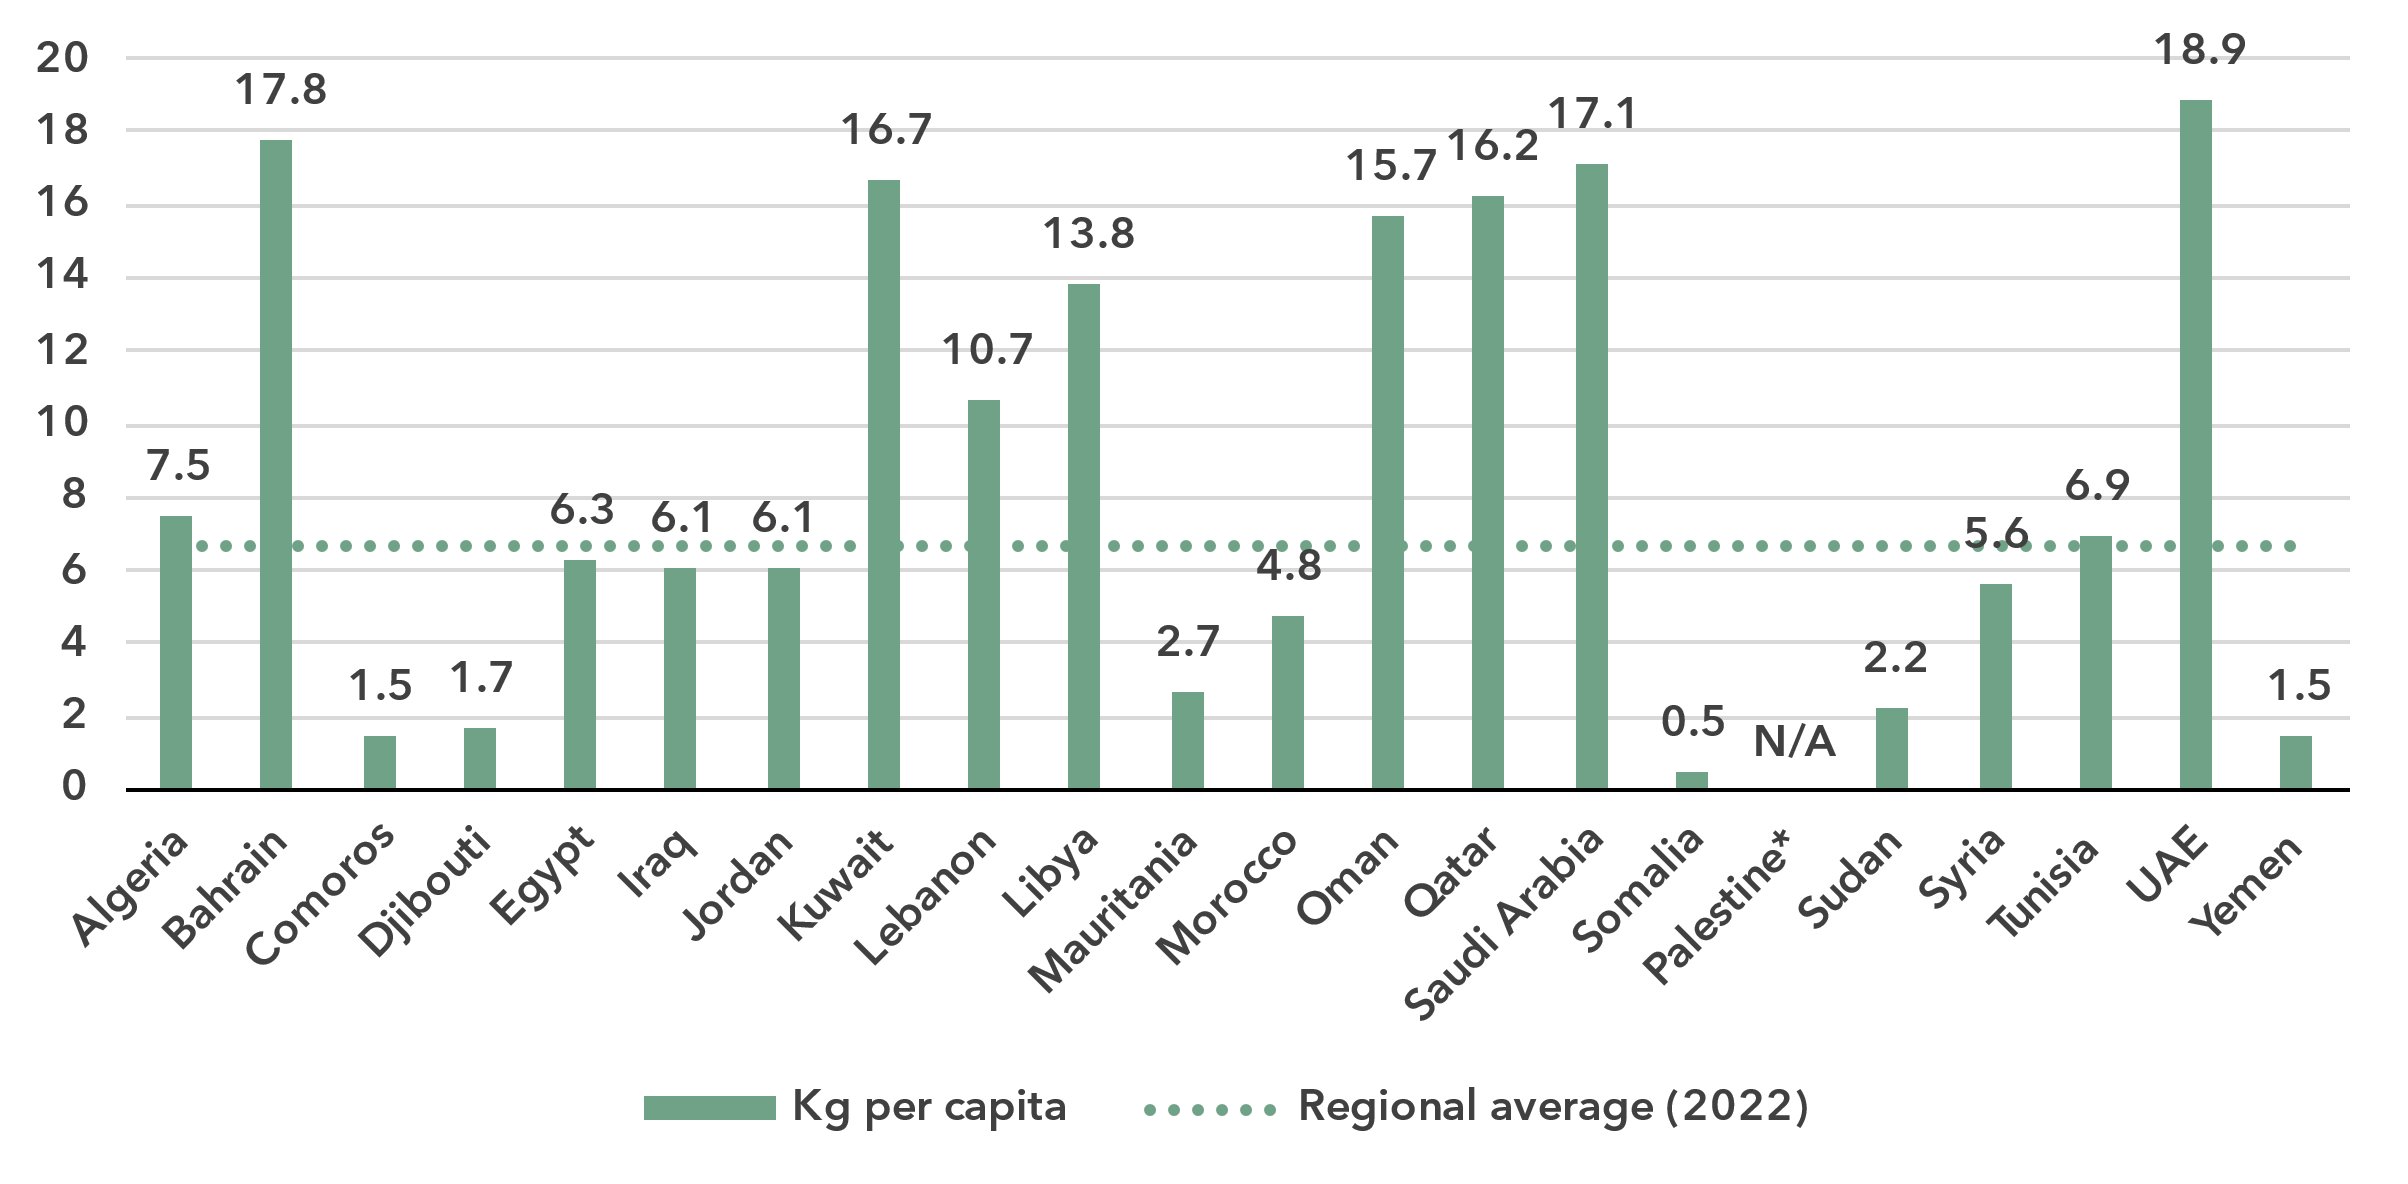 20
18
16
14
12
10
8
6
4
2
0
7.5
17.8
1.5
1.7
6.3
6.1
6.1
16.7
10.7
13.8
2.7
4.8
15.7
16.2
17.1
0.5
N/A
2.2
5.6
6.9
18.9
1.5
Algeria
Bahrain
Comoros
Djibouti
Egypt
Iraq
Jordan
Kuwait
Lebanon
Libya
Mauritania
Morocco
Oman
Qatar
Saudi Arabia
Somalia
Palestine*
Sudan
Syria
Tunisia
UAE
Yemen
Kg per capita
Regional average (2022)